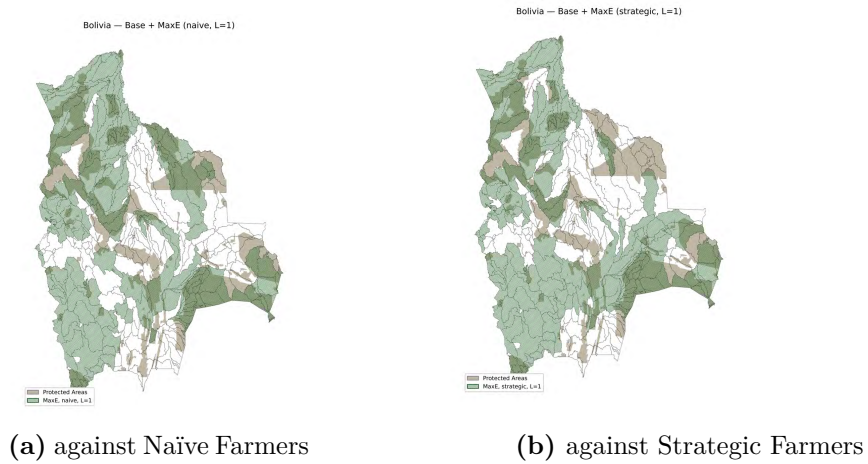 Bolivia — Base + MaxE (naive, L=1)
Protected Areas
MaxE, naive, L=1
(a) against Naïve Farmers
Bolivia — Base + MaxE (strategic, L=1)
Protected Areas
MaxE, strategic, L=1
(b) against Strategic Farmers